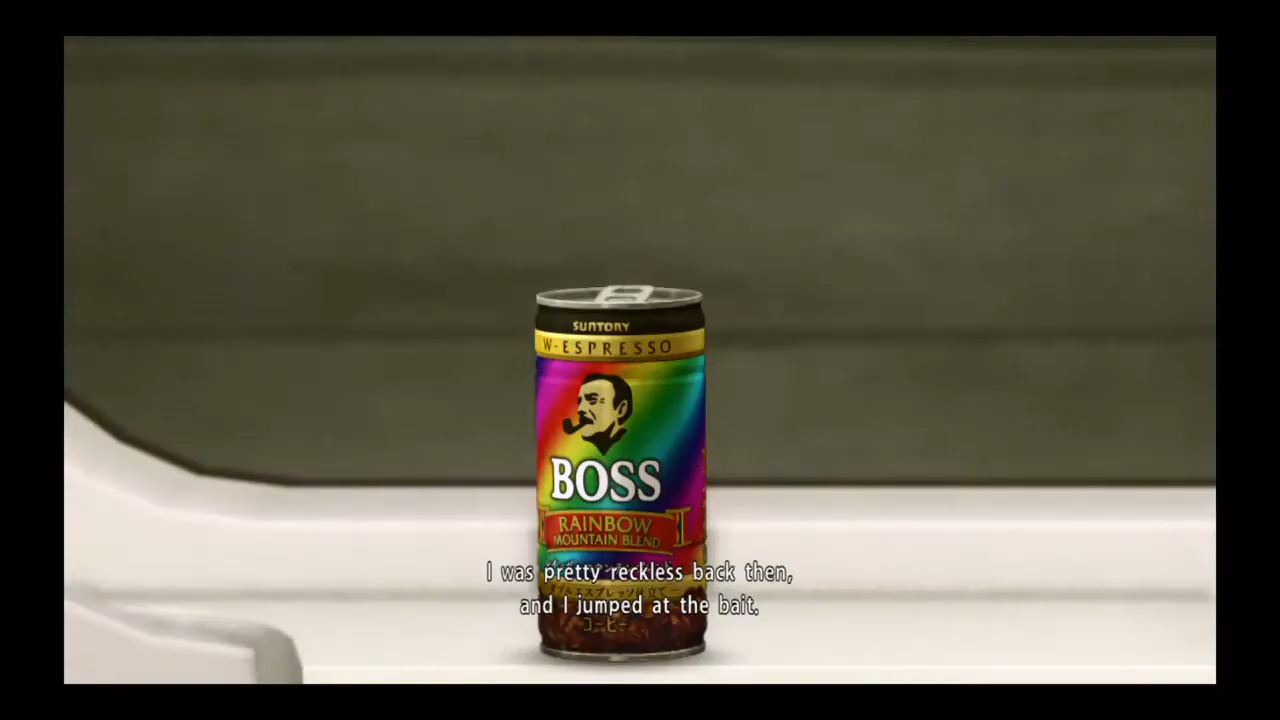 SUNTORY
W-ESPRESSO
BOSS
RAINBOW
MOUNTAIN BLEND
I was pretty reckless back then,
and I jumped at the bait.
コーヒー